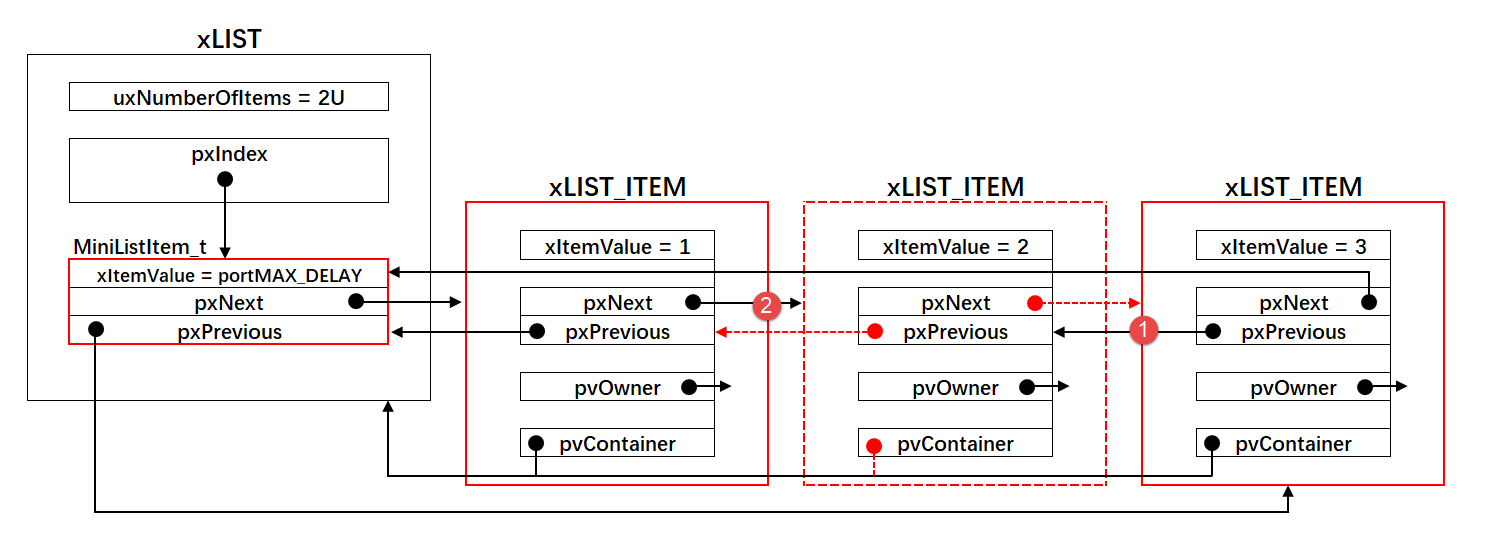 xLIST
uxNumberOfItems = 2U
pxIndex
MiniListItem_t
xItemValue = portMAX_DELAY
pxNext
pxPrevious
xLIST_ITEM
xItemValue = 1
pxNext
pxPrevious
pvOwner
pvContainer
2
xLIST_ITEM
xItemValue = 2
pxNext
pxPrevious
pvOwner
pvContainer
1
xLIST_ITEM
xItemValue = 3
pxNext
pxPrevious
pvOwner
pvContainer